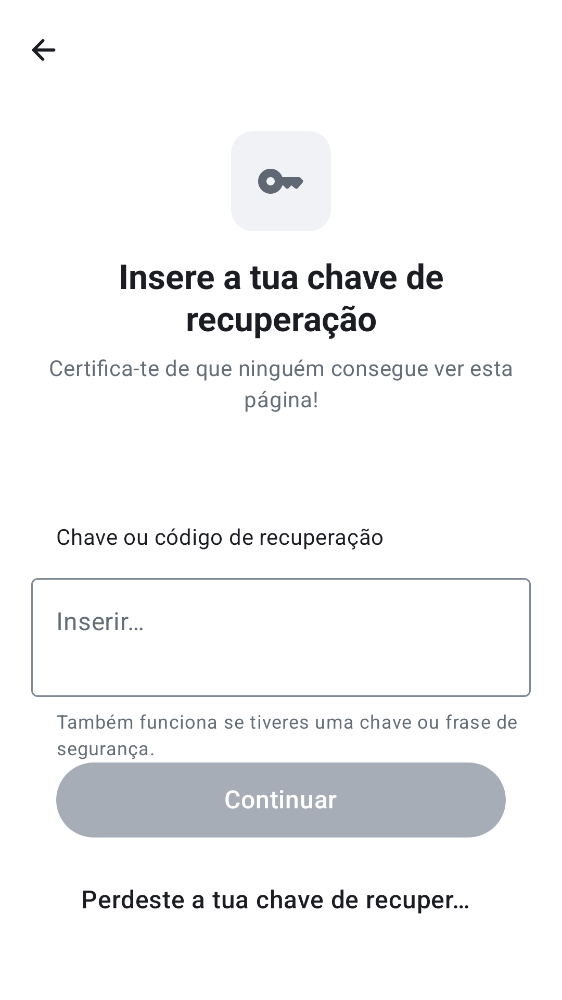 Insere a tua chave de
recuperação
Certifica-te de que ninguém consegue ver esta
página!
Chave ou código de recuperação
Inserir…
Também funciona se tiveres uma chave ou frase de
segurança.
Continuar
Perdeste a tua chave de recuper…